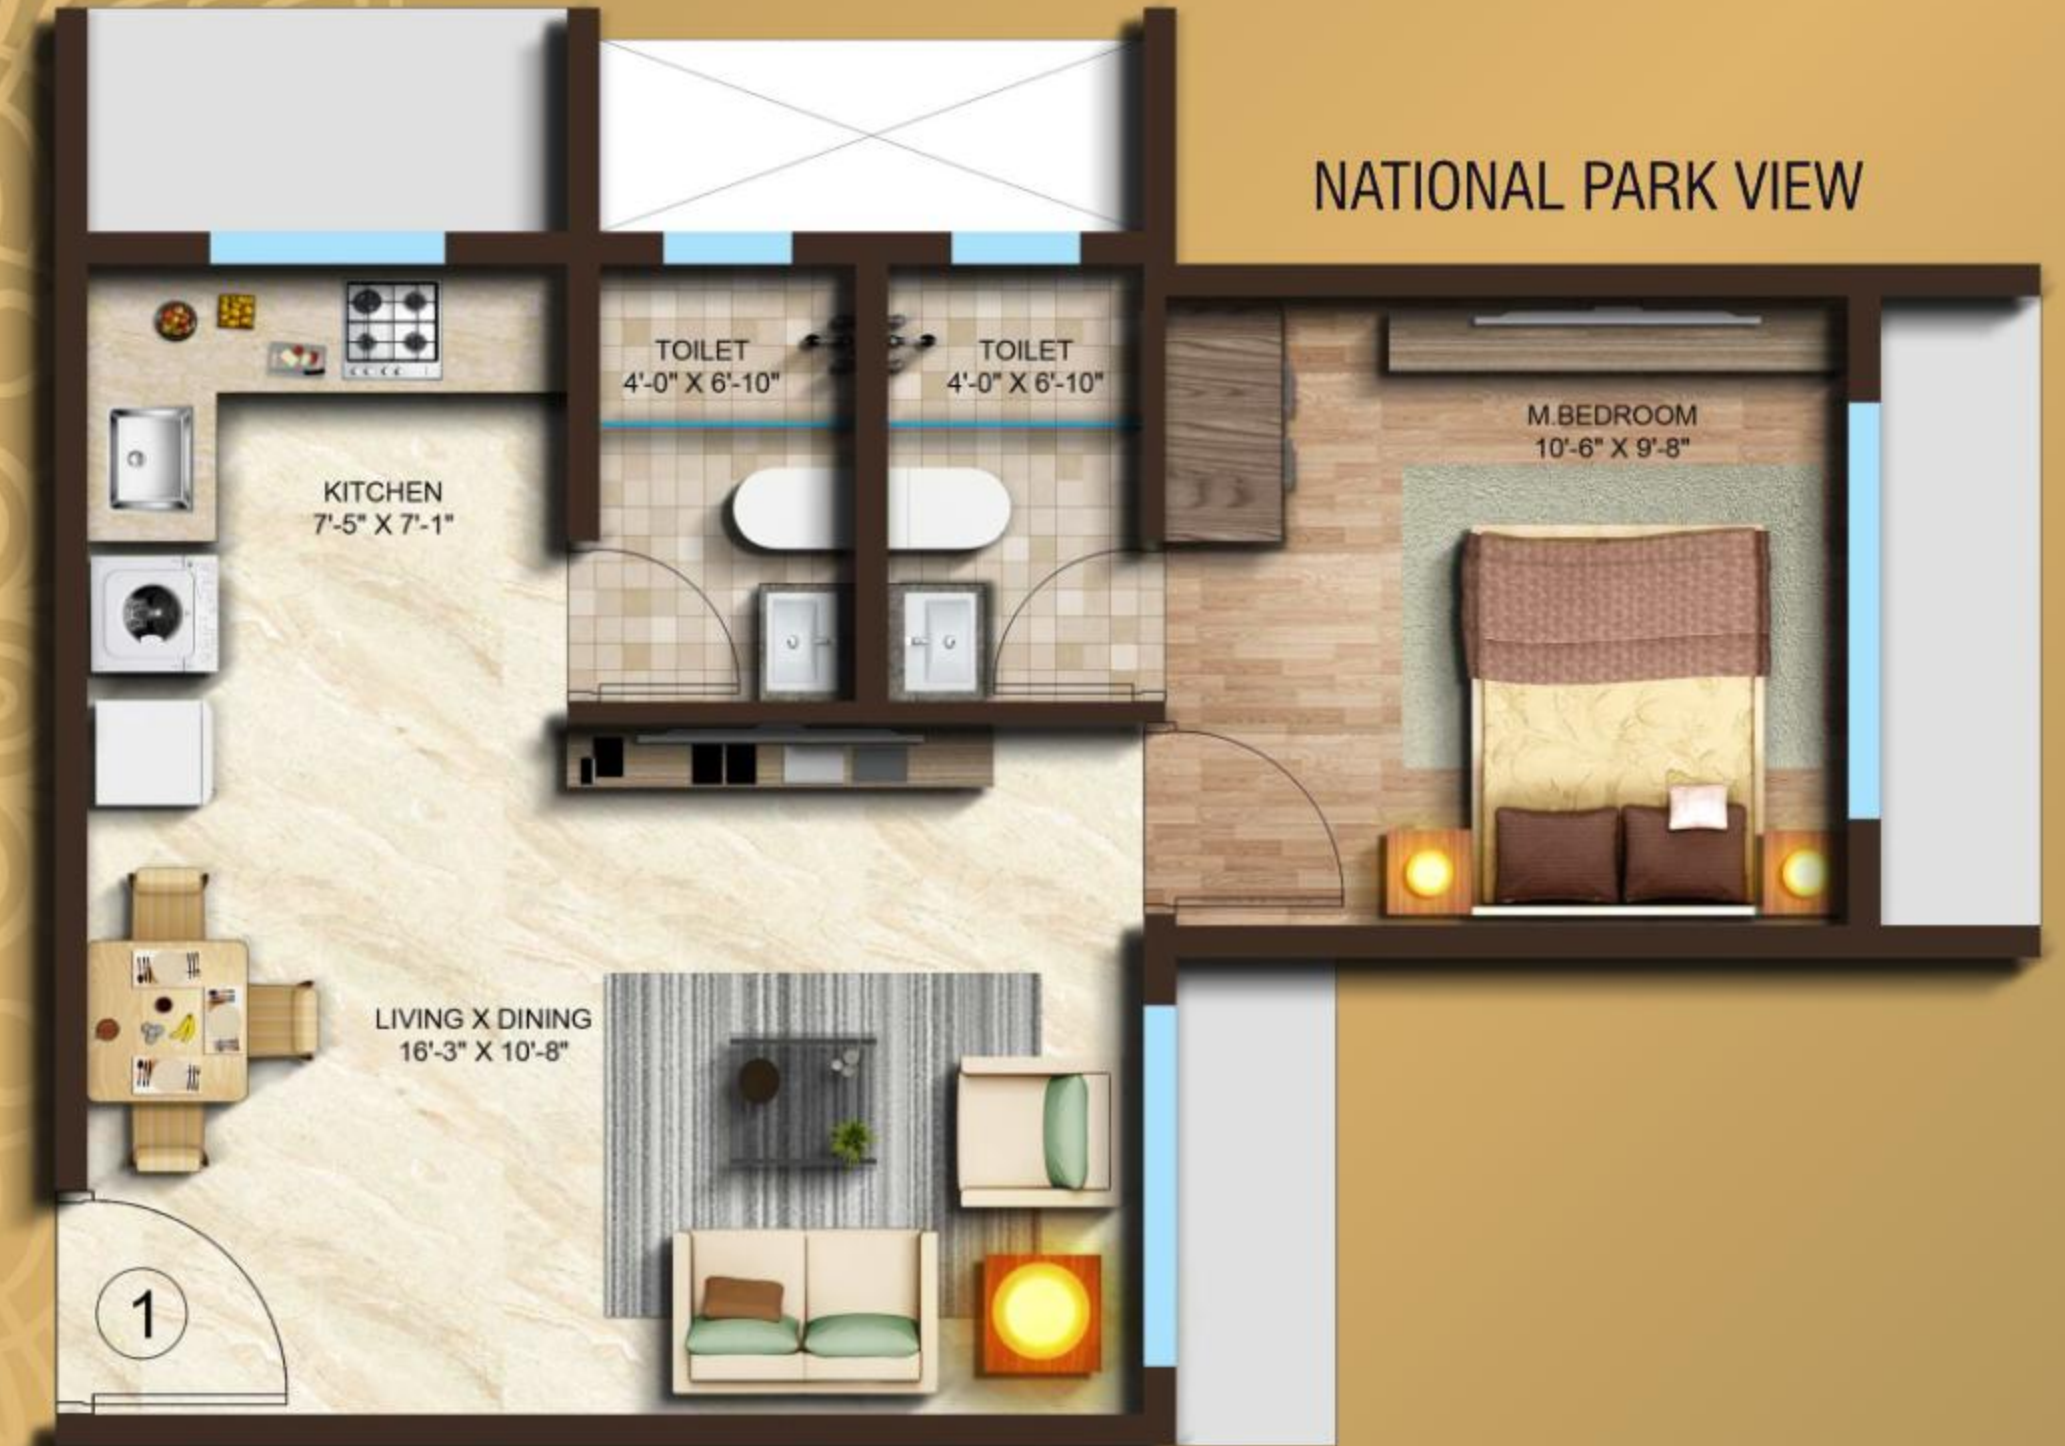 NATIONAL PARK VIEW
TOILET
4'-0" X 6'-10"
TOILET
4'-0" X 6'-10"
M.BEDROOM
10'-6" X 9'-8"
KITCHEN
7'-5" X 7'-1"
LIVING X DINING
16'-3" X 10'-8"
1